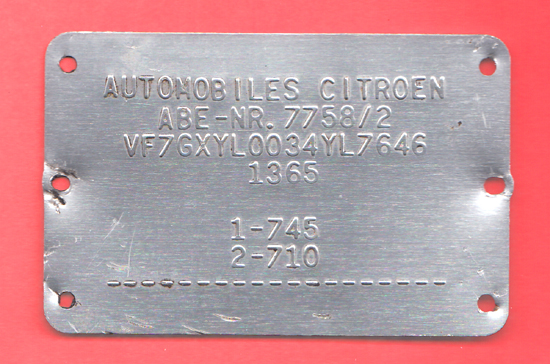 AUTOMOBILES CITROEN
ABE-NR. 7758/2
VF7GXYL0034YL7646
1365
1-745
2-710
--------------------